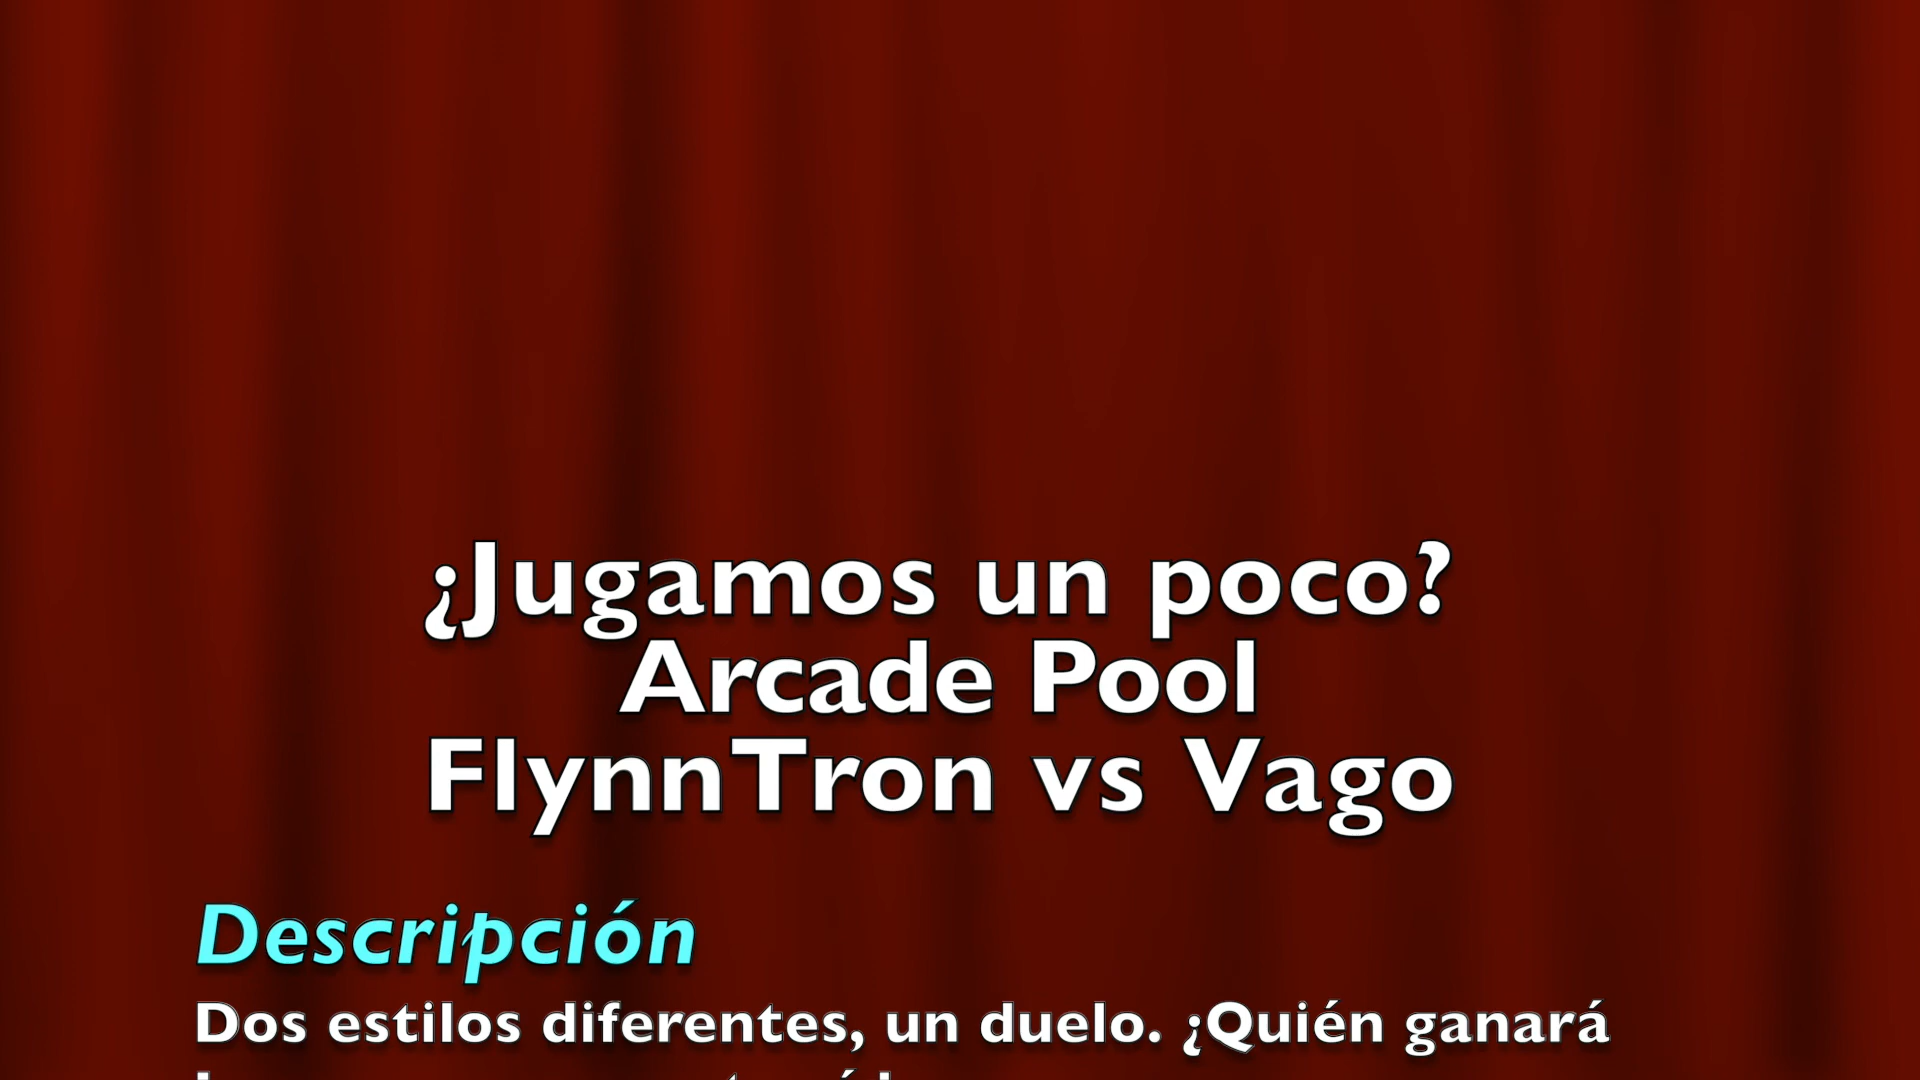 ¿Jugamos un poco?
Arcade Pool
FlynnTron vs Vago
Descripción
Dos estilos diferentes, un duelo. ¿Quién ganará